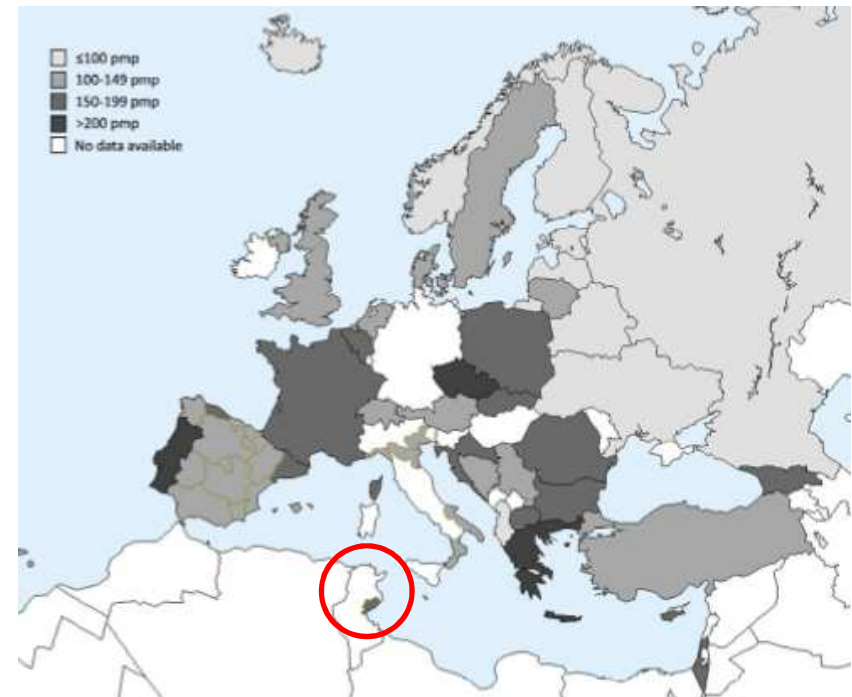 ≤100 pmp
100-149 pmp
150-199 pmp
>200 pmp
No data available